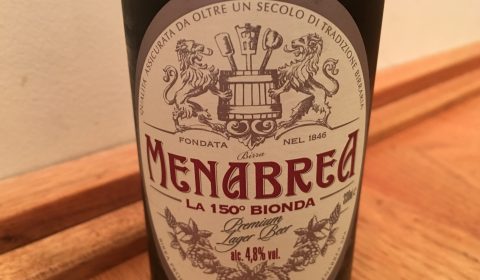 ASSICURATA DA OLTRE UN SECOLO DI TRADIZIONE BIRRARIA
FONDATA NEL 1846
Birra
MENABREA
LA 150° BIONDA
Premium
Lager Beer
alc. 4,8% vol.